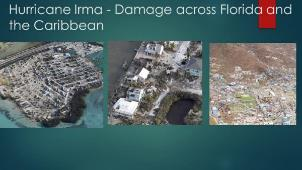 Hurricane Irma - Damage across Florida and
the Caribbean